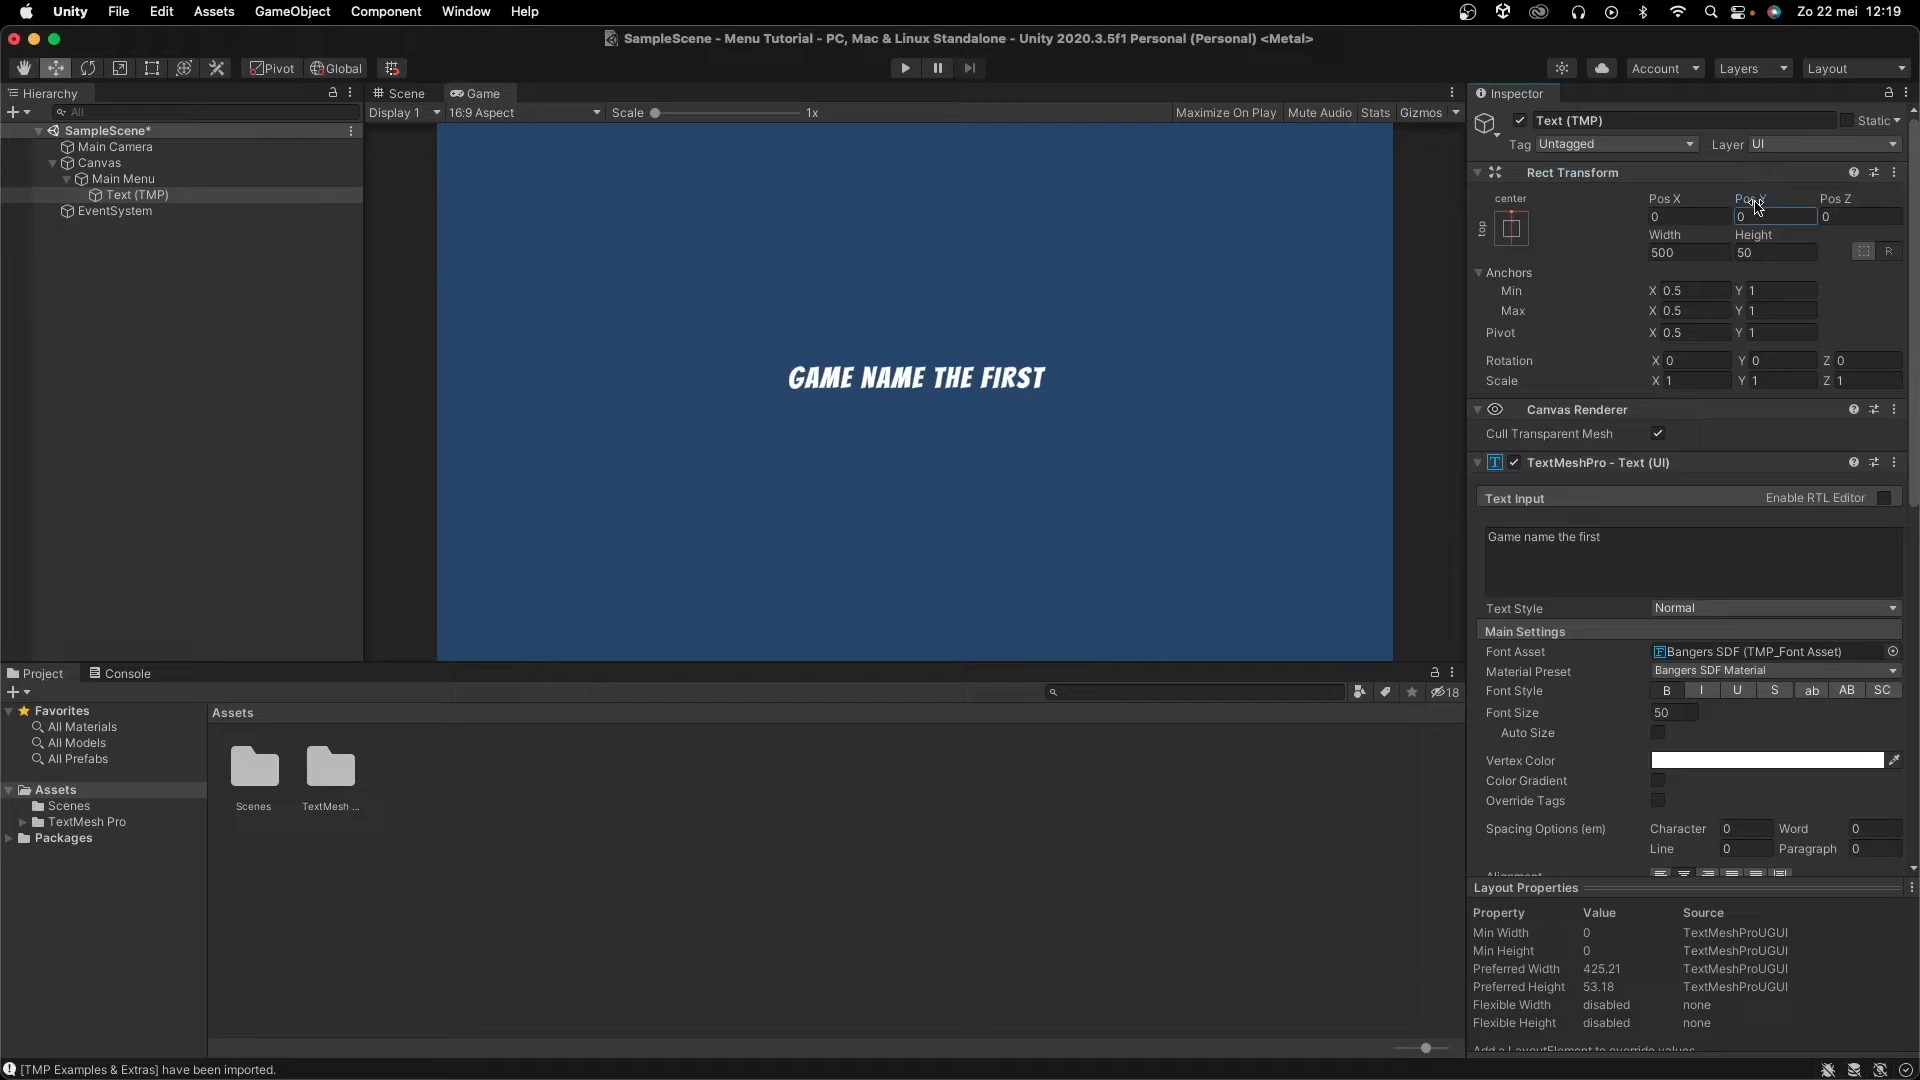 Unity File Edit Assets GameObject Component Window Help Zo 22 mei 12:19
SampleScene - Menu Tutorial - PC, Mac & Linux Standalone - Unity 2020.3.5f1 Personal (Personal) <Metal>
Pivot Global Account Layers Layout
Hierarchy Scene Game Inspector
All Display 1 16:9 Aspect Scale 1x Maximize On Play Mute Audio Stats Gizmos
SampleScene*
Main Camera
Canvas
Main Menu
Text (TMP)
EventSystem
GAME NAME THE FIRST
Text (TMP) Static
Tag Untagged Layer UI
Rect Transform
center Pos X Pos Y Pos Z
top 0 0 0
Width Height
500 50 R
Anchors
Min X 0.5 Y 1
Max X 0.5 Y 1
Pivot X 0.5 Y 1
Rotation X 0 Y 0 Z 0
Scale X 1 Y 1 Z 1
Canvas Renderer
Cull Transparent Mesh
TextMeshPro - Text (UI)
Text Input Enable RTL Editor
Game name the first
Text Style Normal
Main Settings
Font Asset Bangers SDF (TMP_Font Asset)
Material Preset Bangers SDF Material
Font Style B I U S ab AB SC
Font Size 50
Auto Size
Vertex Color
Color Gradient
Override Tags
Spacing Options (em) Character 0 Word 0
Line 0 Paragraph 0
Alignment
Layout Properties
Property Value Source
Min Width 0 TextMeshProUGUI
Min Height 0 TextMeshProUGUI
Preferred Width 425.21 TextMeshProUGUI
Preferred Height 53.18 TextMeshProUGUI
Flexible Width disabled none
Flexible Height disabled none
Add a LayoutElement to override values
Project Console
18
Favorites
All Materials
All Models
All Prefabs
Assets
Scenes
TextMesh Pro
Packages
Assets
Scenes TextMesh ...
[TMP Examples & Extras] have been imported.